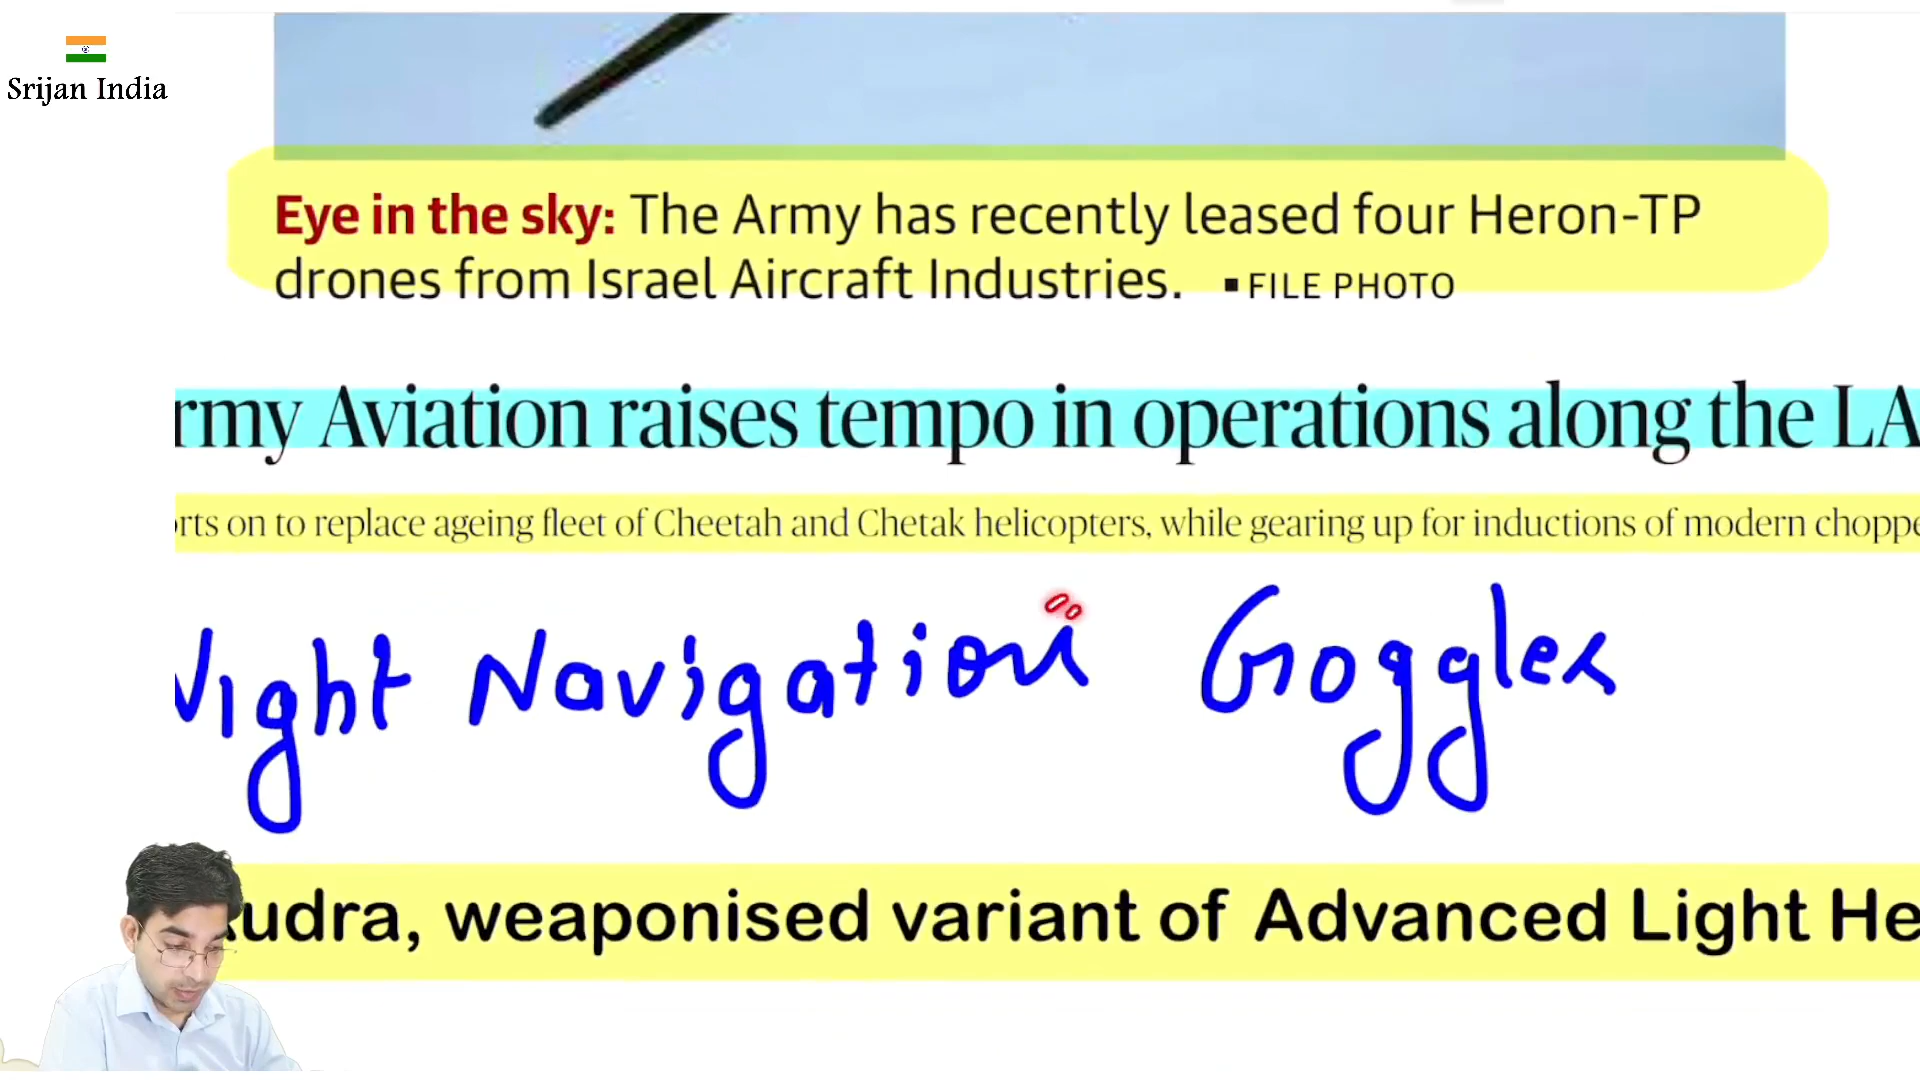 Srijan India
Eye in the sky: The Army has recently leased four Heron-TP
drones from Israel Aircraft Industries. ▪ FILE PHOTO
rmy Aviation raises tempo in operations along the LA
rts on to replace ageing fleet of Cheetah and Chetak helicopters, while gearing up for inductions of modern choppe
Night Navigation Goggles
udra, weaponised variant of Advanced Light He